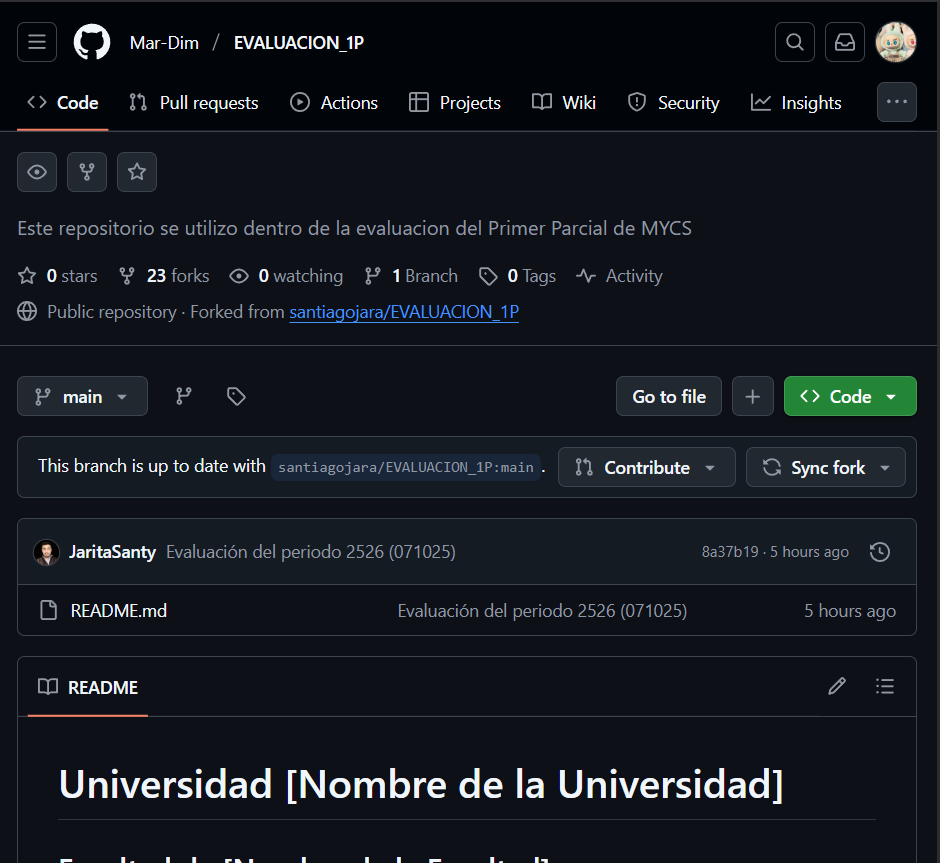 Mar-Dim / EVALUACION_1P
Code Pull requests Actions Projects Wiki Security Insights
Este repositorio se utilizo dentro de la evaluacion del Primer Parcial de MYCS
0 stars 23 forks 0 watching 1 Branch 0 Tags Activity
Public repository · Forked from santiagojara/EVALUACION_1P
main Go to file Code
This branch is up to date with santiagojara/EVALUACION_1P:main . Contribute Sync fork
JaritaSanty Evaluación del periodo 2526 (071025) 8a37b19 · 5 hours ago
README.md Evaluación del periodo 2526 (071025) 5 hours ago
README
Universidad [Nombre de la Universidad]